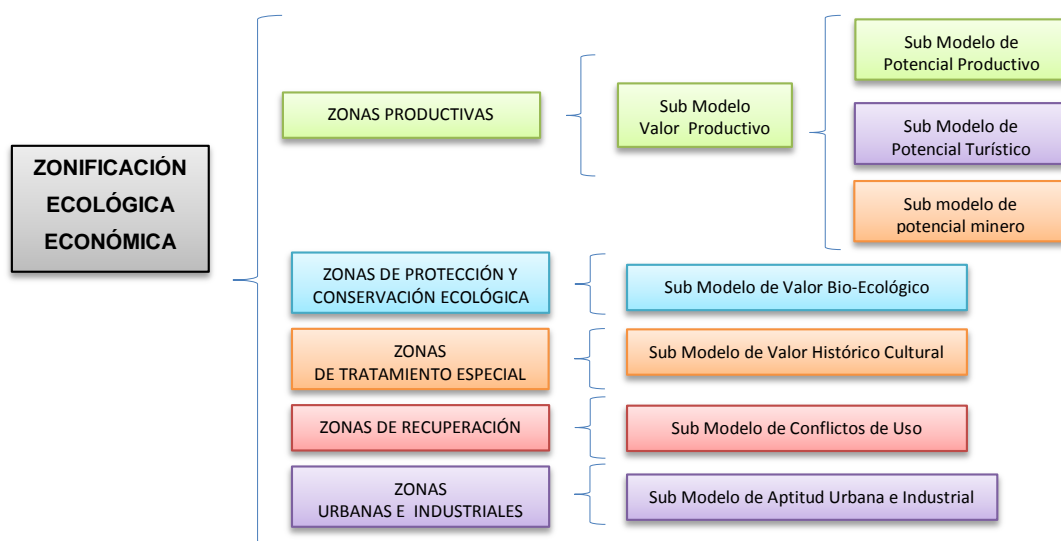 ZONIFICACIÓN
ECOLÓGICA
ECONÓMICA
ZONAS PRODUCTIVAS
Sub Modelo
Valor Productivo
Sub Modelo de
Potencial Productivo
Sub Modelo de
Potencial Turístico
Sub modelo de
potencial minero
ZONAS DE PROTECCIÓN Y
CONSERVACIÓN ECOLÓGICA
Sub Modelo de Valor Bio-Ecológico
ZONAS
DE TRATAMIENTO ESPECIAL
Sub Modelo de Valor Histórico Cultural
ZONAS DE RECUPERACIÓN
Sub Modelo de Conflictos de Uso
ZONAS
URBANAS E INDUSTRIALES
Sub Modelo de Aptitud Urbana e Industrial